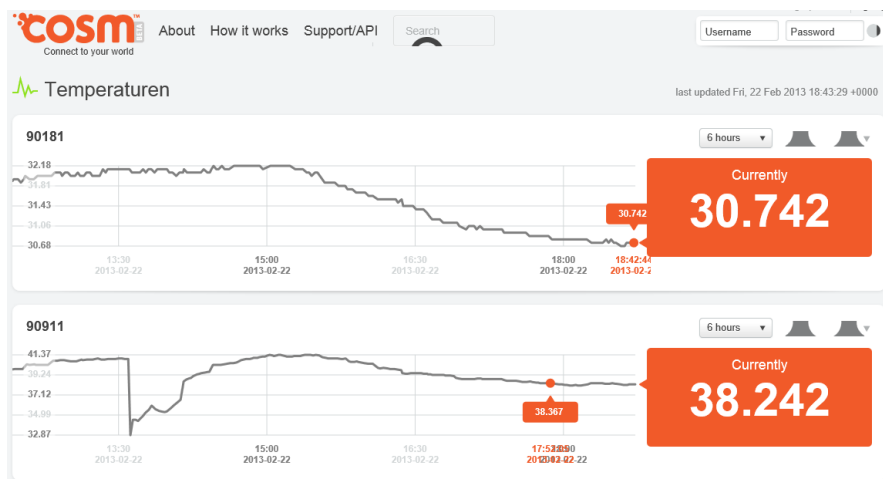 cosm™ BETA
Connect to your world
About How it works Support/API Search
Username Password
Temperaturen
last updated Fri, 22 Feb 2013 18:43:29 +0000
90181
6 hours
32.18
31.81
31.43
31.06
30.68
30.742
Currently
30.742
13:30 15:00 16:30 18:00 18:42:44
2013-02-22 2013-02-22 2013-02-22 2013-02-22 2013-02-2
90911
6 hours
41.37
39.24
37.12
34.99
32.87
38.367
Currently
38.242
13:30 15:00 16:30
2013-02-22 2013-02-22 2013-02-22